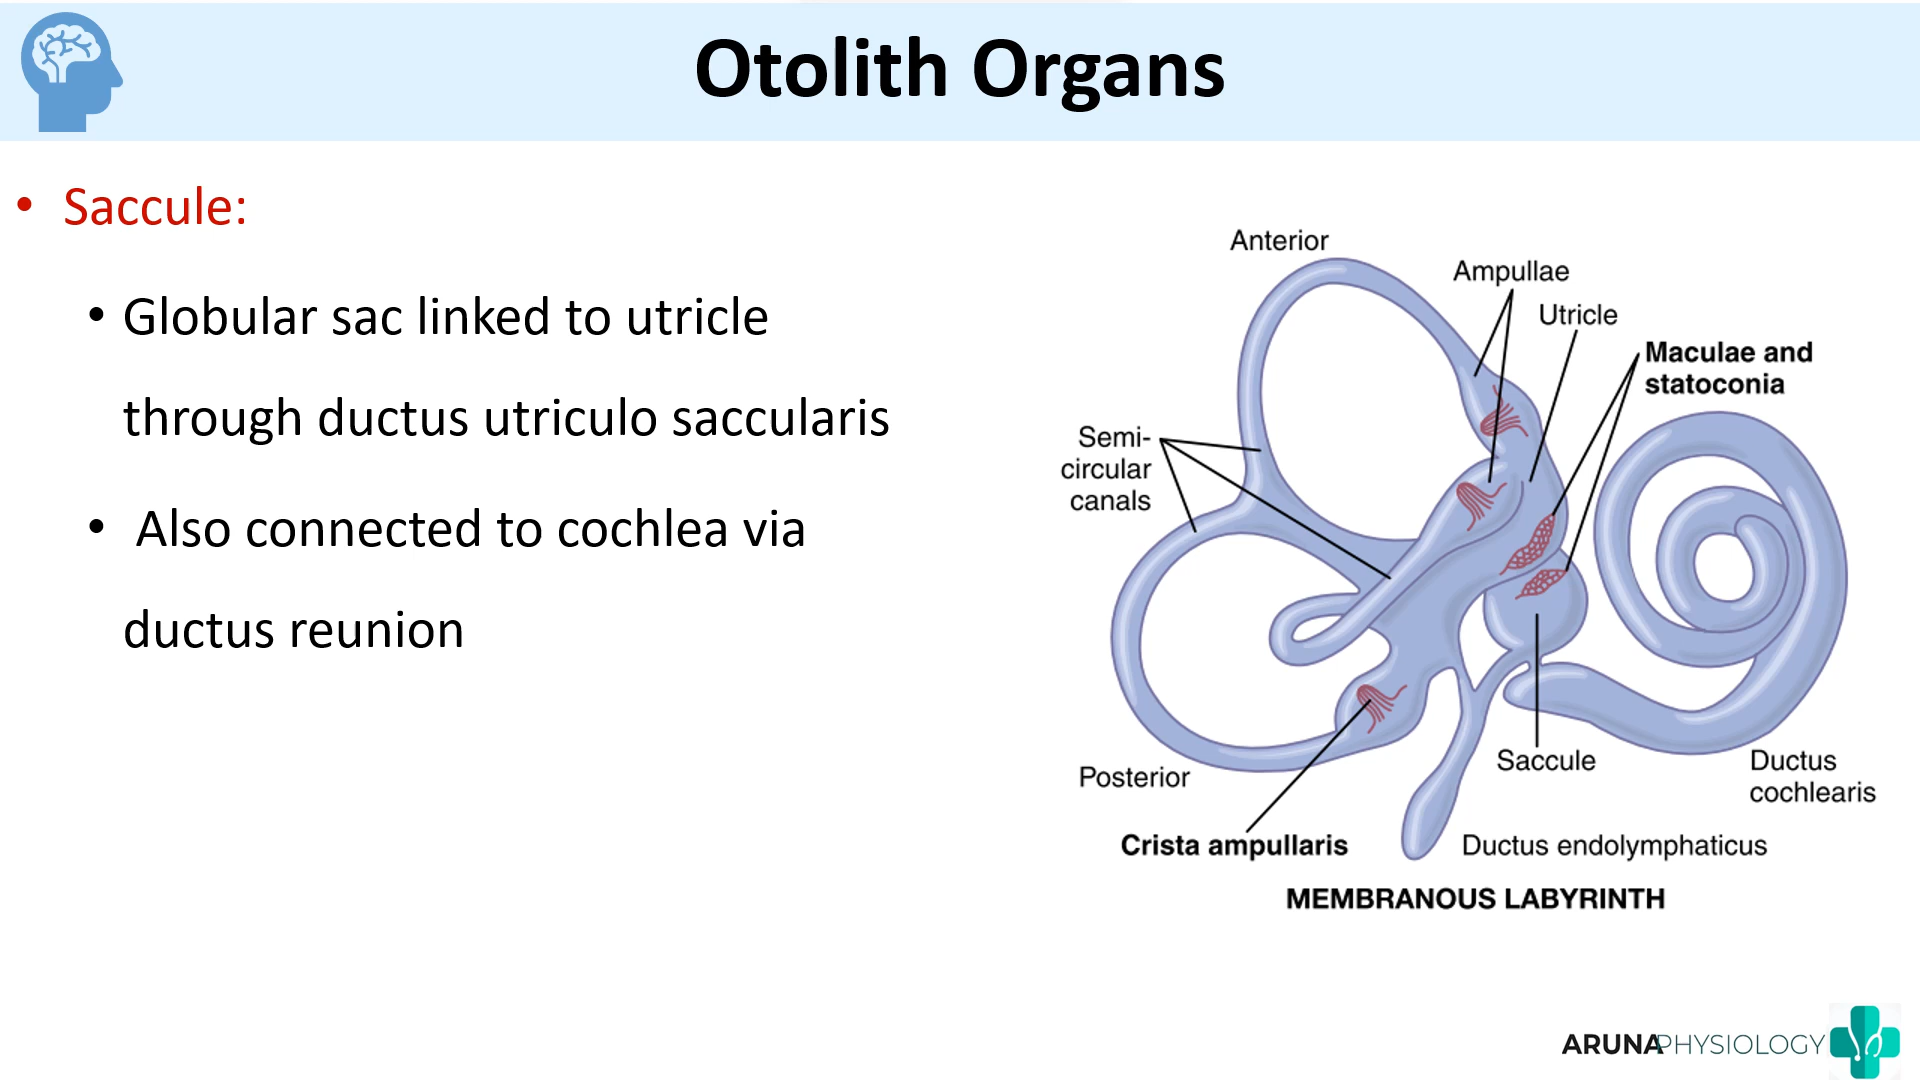 Otolith Organs
• Saccule:
• Globular sac linked to utricle
through ductus utriculo saccularis
• Also connected to cochlea via
ductus reunion
Anterior
Ampullae
Utricle
Maculae and
statoconia
Semi-
circular
canals
Saccule
Ductus
cochlearis
Posterior
Crista ampullaris
Ductus endolymphaticus
MEMBRANOUS LABYRINTH
ARUNAPHYSIOLOGY